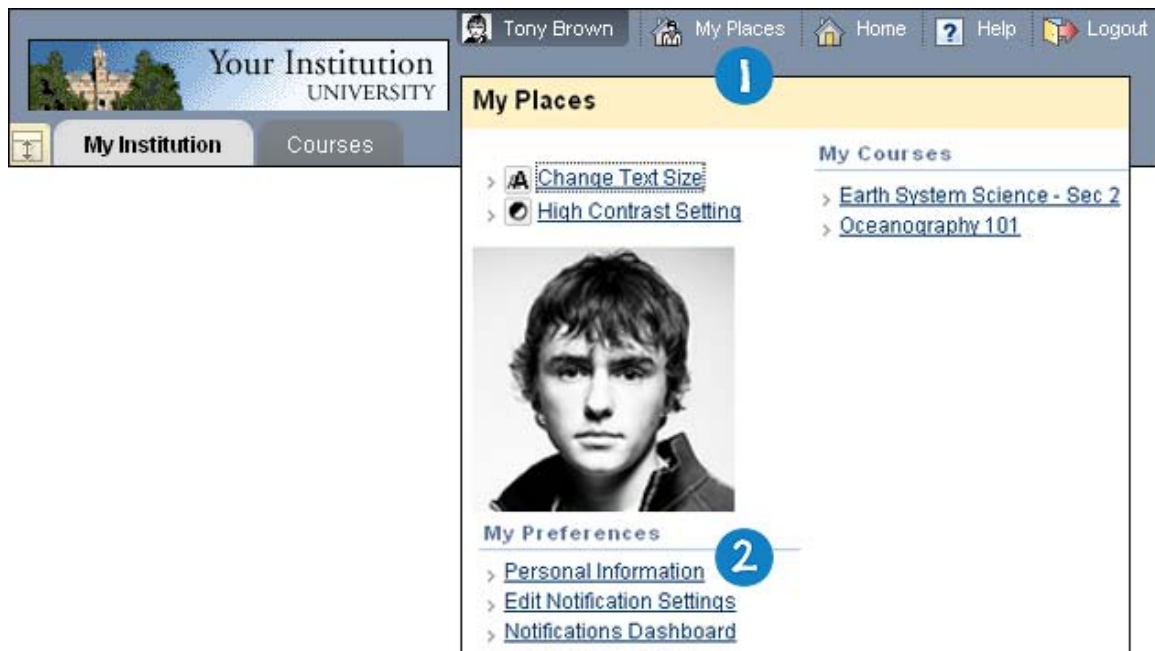 Tony Brown My Places Home Help Logout
Your Institution
UNIVERSITY
My Institution Courses
1
My Places
Change Text Size
High Contrast Setting
My Courses
Earth System Science - Sec 2
Oceanography 101
My Preferences
2
Personal Information
Edit Notification Settings
Notifications Dashboard